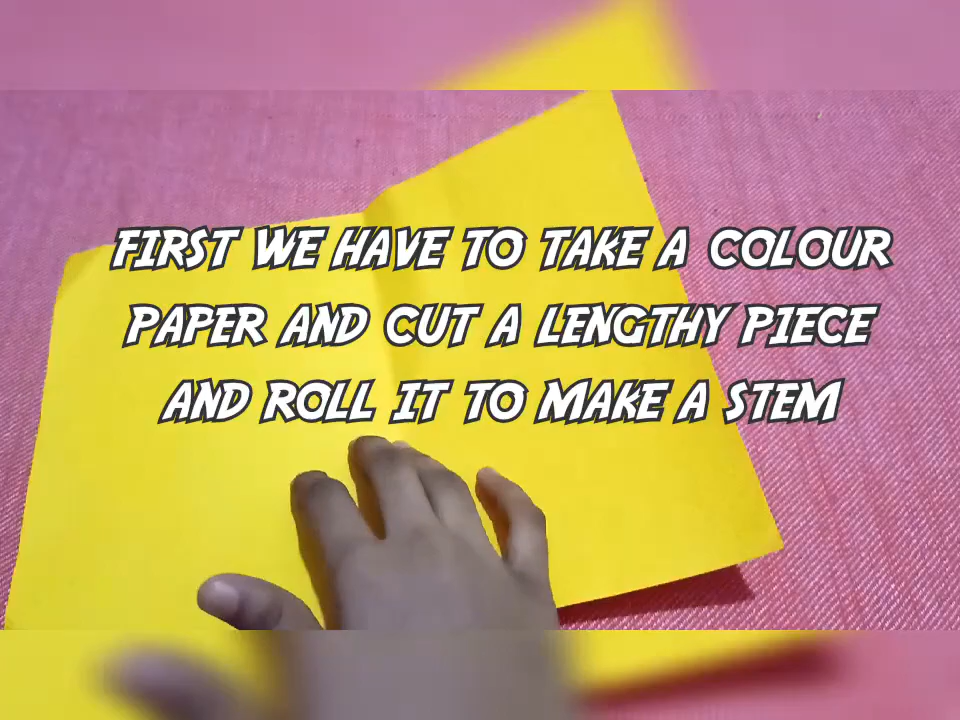 FIRST WE HAVE TO TAKE A COLOUR
PAPER AND CUT A LENGTHY PIECE
AND ROLL IT TO MAKE A STEM